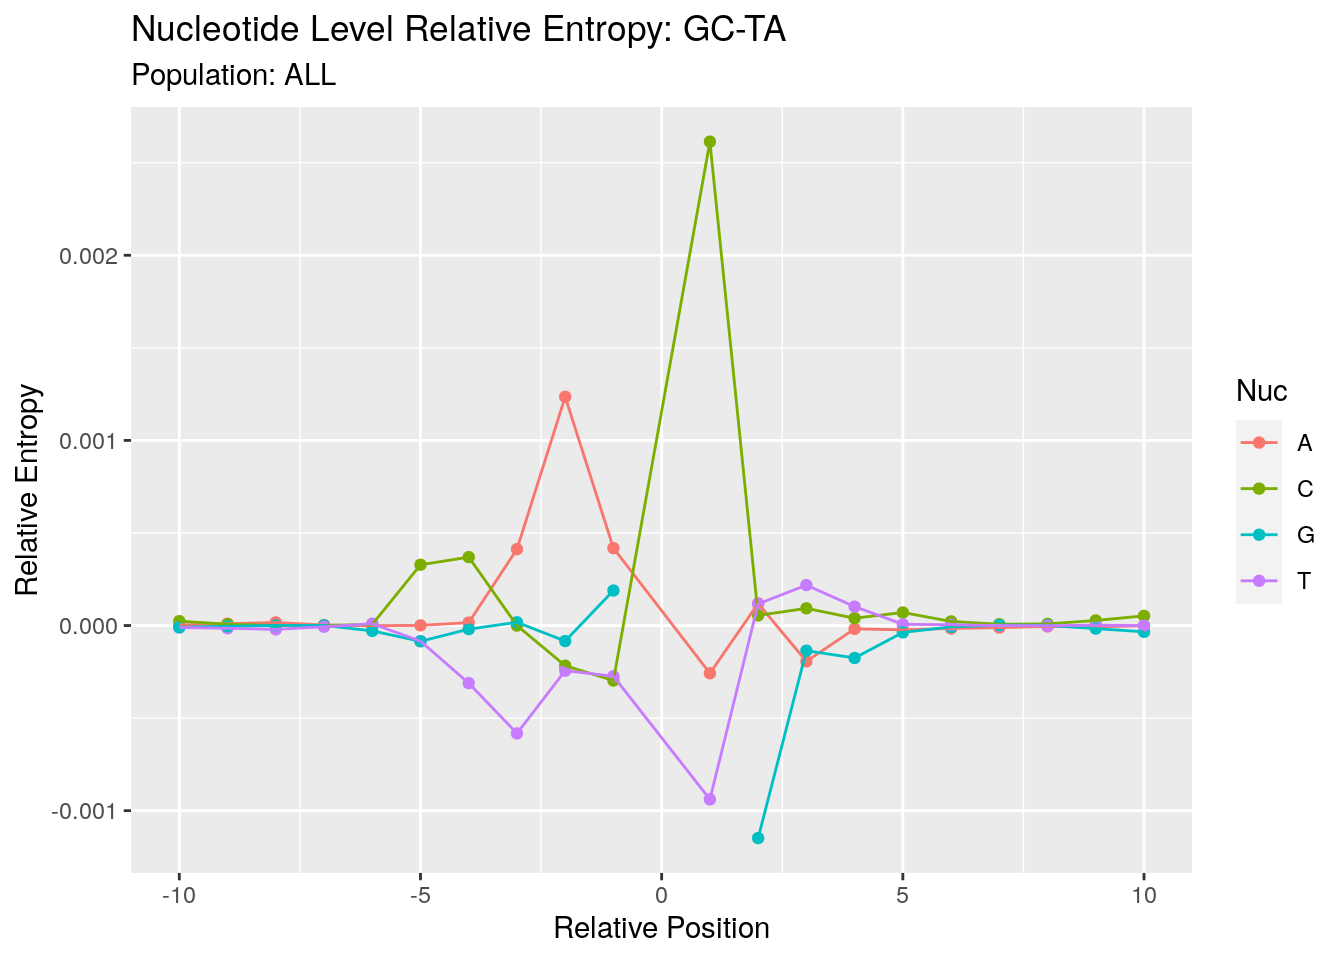 Nucleotide Level Relative Entropy: GC-TA
Population: ALL
0.002
0.001
0.000
-0.001
Relative Entropy
-10
-5
0
5
10
Relative Position
Nuc
A
C
G
T